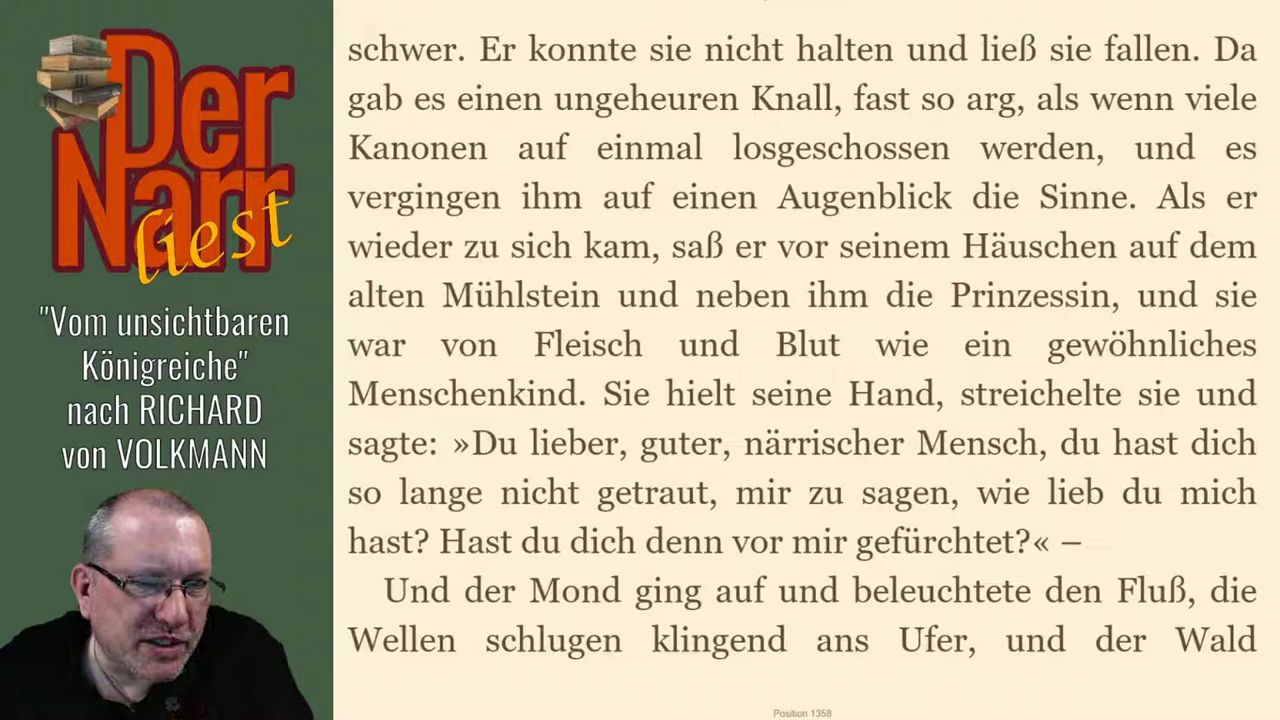 Der
Narr
liest
"Vom unsichtbaren
Königreiche"
nach RICHARD
von VOLKMANN
schwer. Er konnte sie nicht halten und ließ sie fallen. Da
gab es einen ungeheuren Knall, fast so arg, als wenn viele
Kanonen auf einmal losgeschossen werden, und es
vergingen ihm auf einen Augenblick die Sinne. Als er
wieder zu sich kam, saß er vor seinem Häuschen auf dem
alten Mühlstein und neben ihm die Prinzessin, und sie
war von Fleisch und Blut wie ein gewöhnliches
Menschenkind. Sie hielt seine Hand, streichelte sie und
sagte: »Du lieber, guter, närrischer Mensch, du hast dich
so lange nicht getraut, mir zu sagen, wie lieb du mich
hast? Hast du dich denn vor mir gefürchtet?« –
Und der Mond ging auf und beleuchtete den Fluß, die
Wellen schlugen klingend ans Ufer, und der Wald
Position 1358